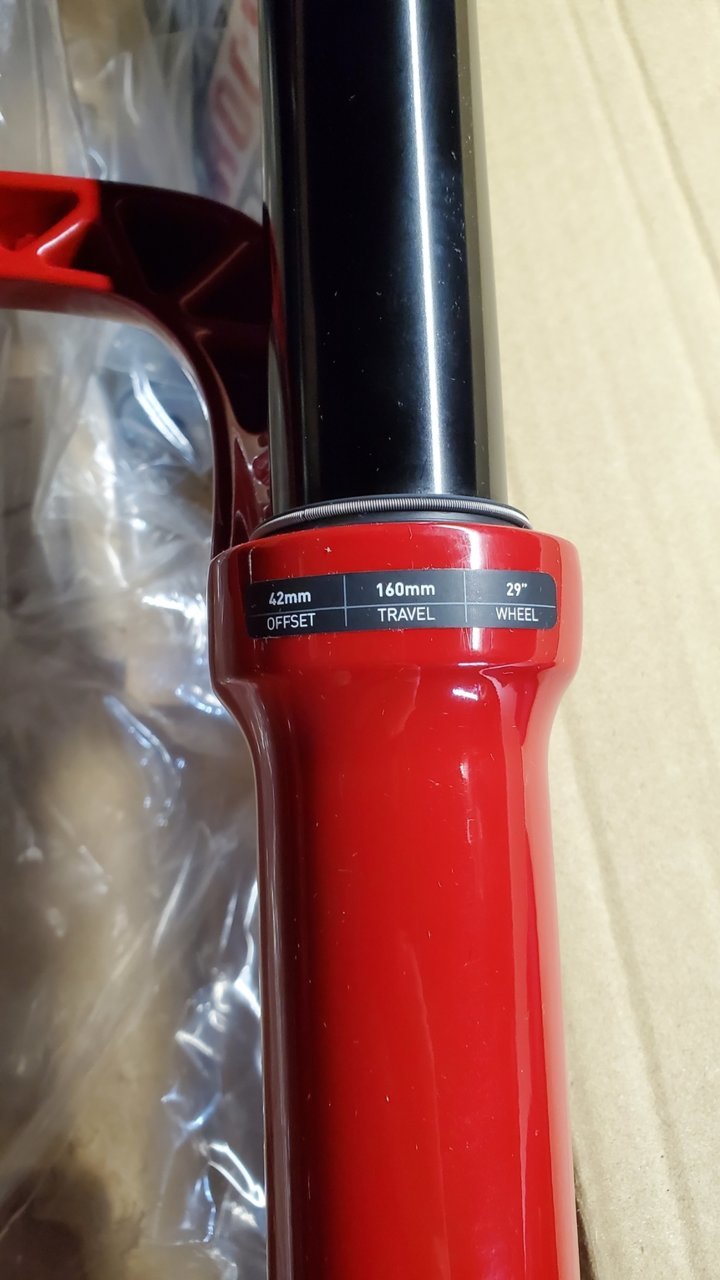 42mm 160mm 29”
OFFSET TRAVEL WHEEL